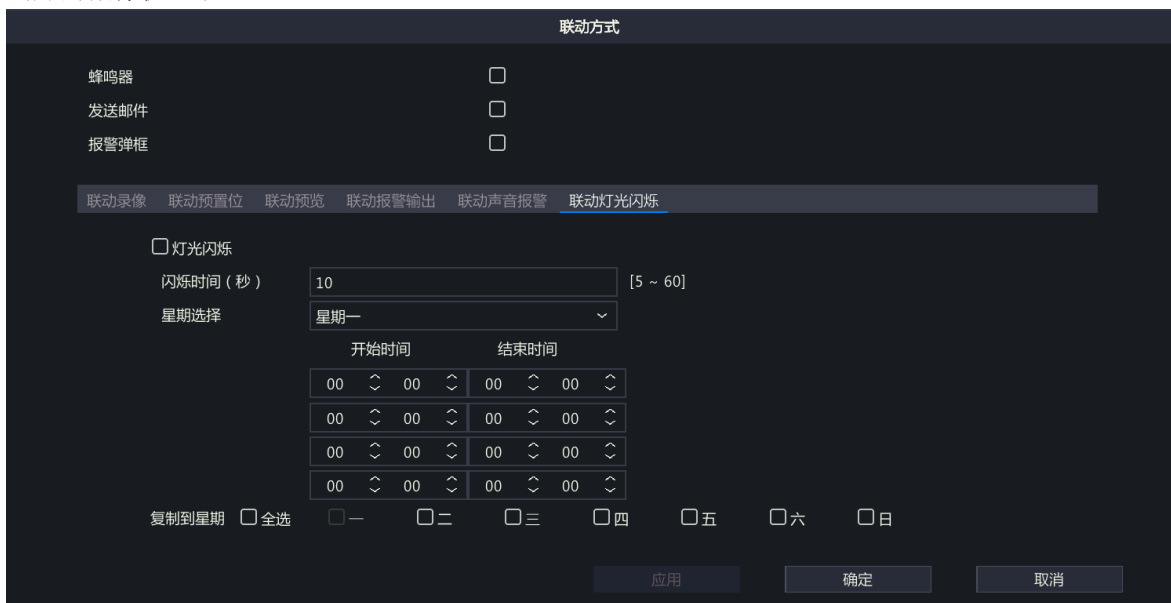 联动方式
蜂鸣器
发送邮件
报警弹框
联动录像 联动预置位 联动预览 联动报警输出 联动声音报警 联动灯光闪烁
灯光闪烁
闪烁时间（秒） 10 [5 ~ 60]
星期选择 星期一
开始时间 结束时间
00 00 00 00
00 00 00 00
00 00 00 00
00 00 00 00
复制到星期 全选 一 二 三 四 五 六 日
应用 确定 取消